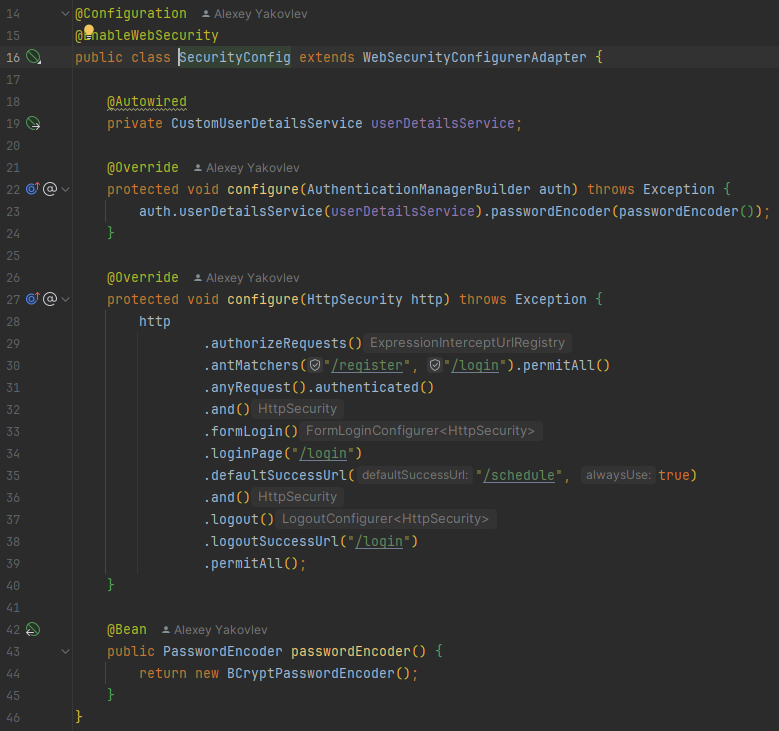 14 @Configuration Alexey Yakovlev
15 @EnableWebSecurity
16 public class SecurityConfig extends WebSecurityConfigurerAdapter {
17
18 @Autowired
19 private CustomUserDetailsService userDetailsService;
20
21 @Override Alexey Yakovlev
22 @ protected void configure(AuthenticationManagerBuilder auth) throws Exception {
23 auth.userDetailsService(userDetailsService).passwordEncoder(passwordEncoder());
24 }
25
26 @Override Alexey Yakovlev
27 @ protected void configure(HttpSecurity http) throws Exception {
28 http
29 .authorizeRequests() ExpressionInterceptUrlRegistry
30 .antMatchers("/register", "/login").permitAll()
31 .anyRequest().authenticated()
32 .and() HttpSecurity
33 .formLogin() FormLoginConfigurer<HttpSecurity>
34 .loginPage("/login")
35 .defaultSuccessUrl( defaultSuccessUrl: "/schedule", alwaysUse: true)
36 .and() HttpSecurity
37 .logout() LogoutConfigurer<HttpSecurity>
38 .logoutSuccessUrl("/login")
39 .permitAll();
40 }
41
42 @Bean Alexey Yakovlev
43 public PasswordEncoder passwordEncoder() {
44 return new BCryptPasswordEncoder();
45 }
46 }